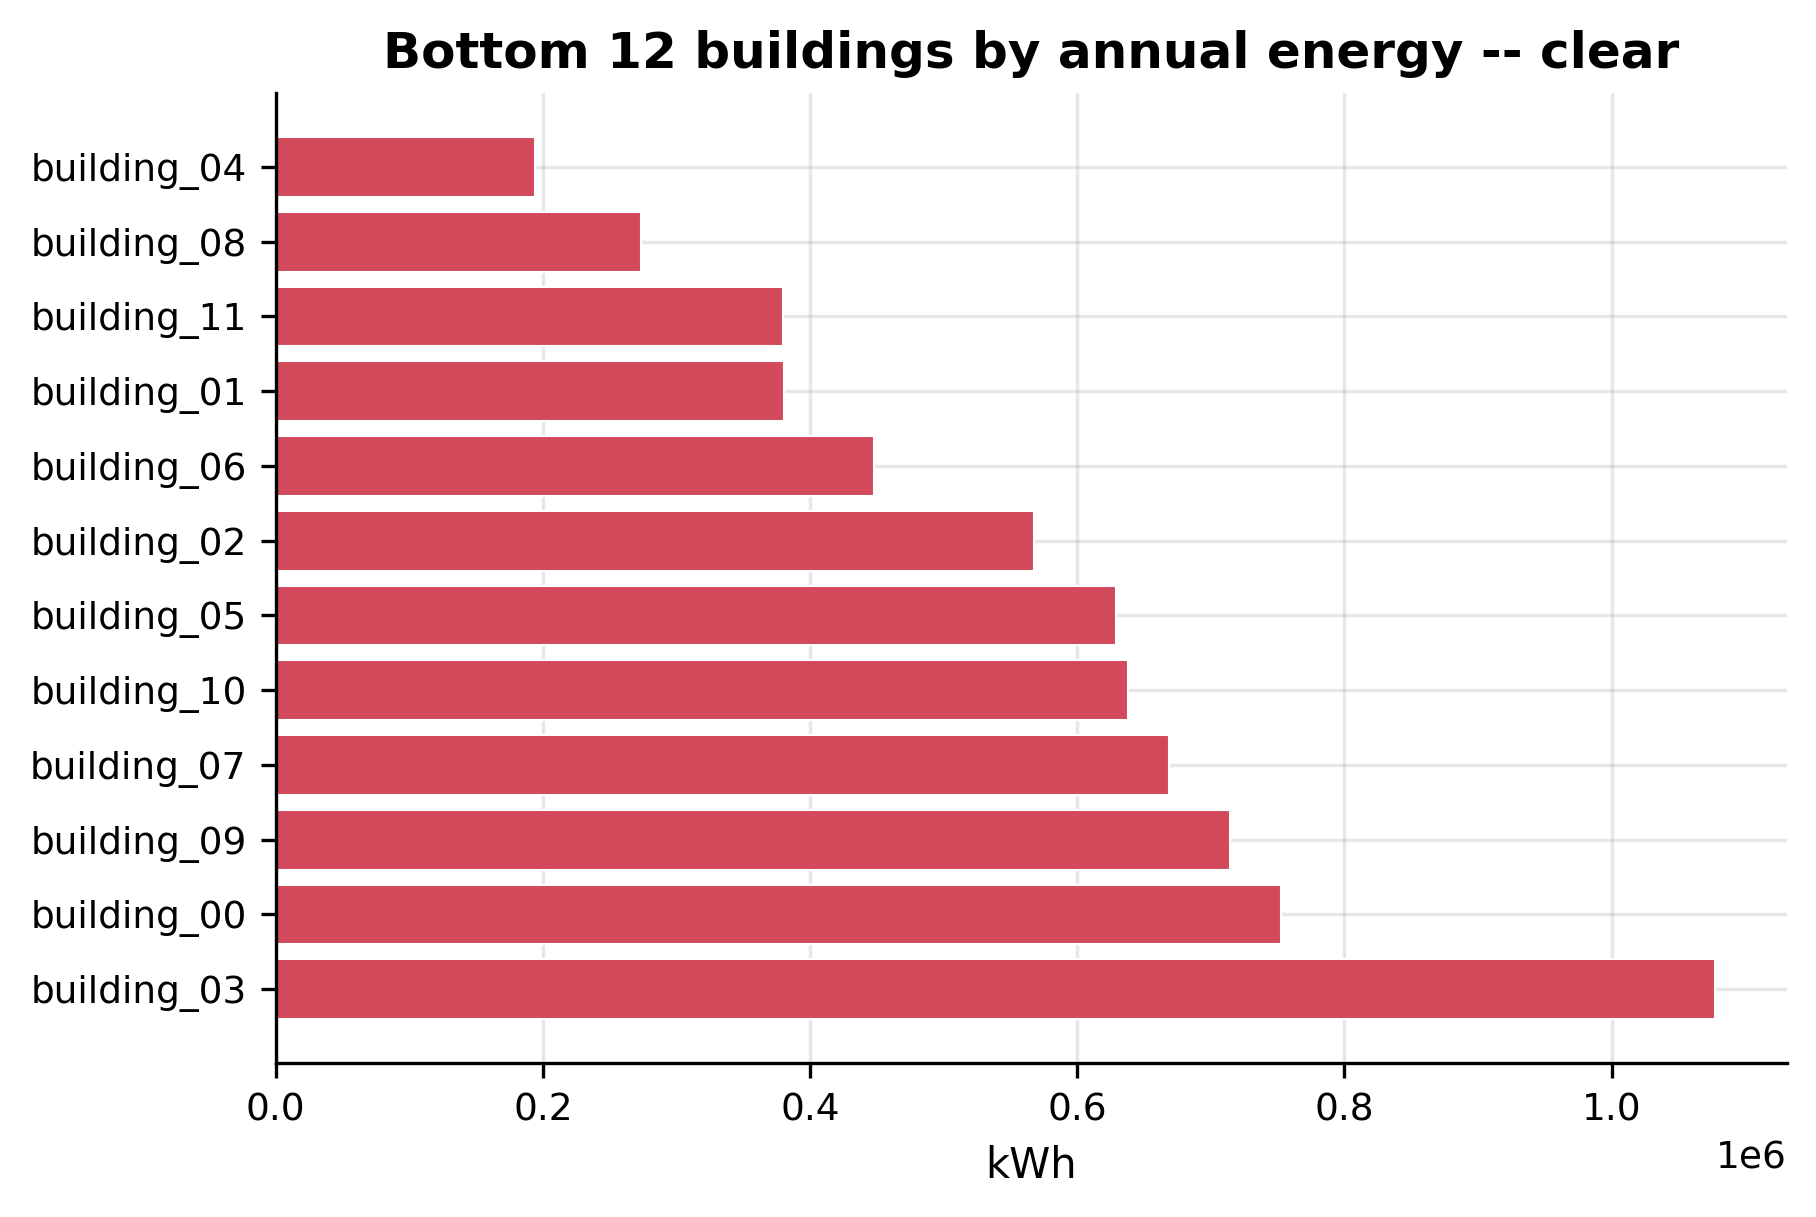 Bottom 12 buildings by annual energy -- clear
building_04
building_08
building_11
building_01
building_06
building_02
building_05
building_10
building_07
building_09
building_00
building_03
0.0 0.2 0.4 0.6 0.8 1.0
1e6
kWh